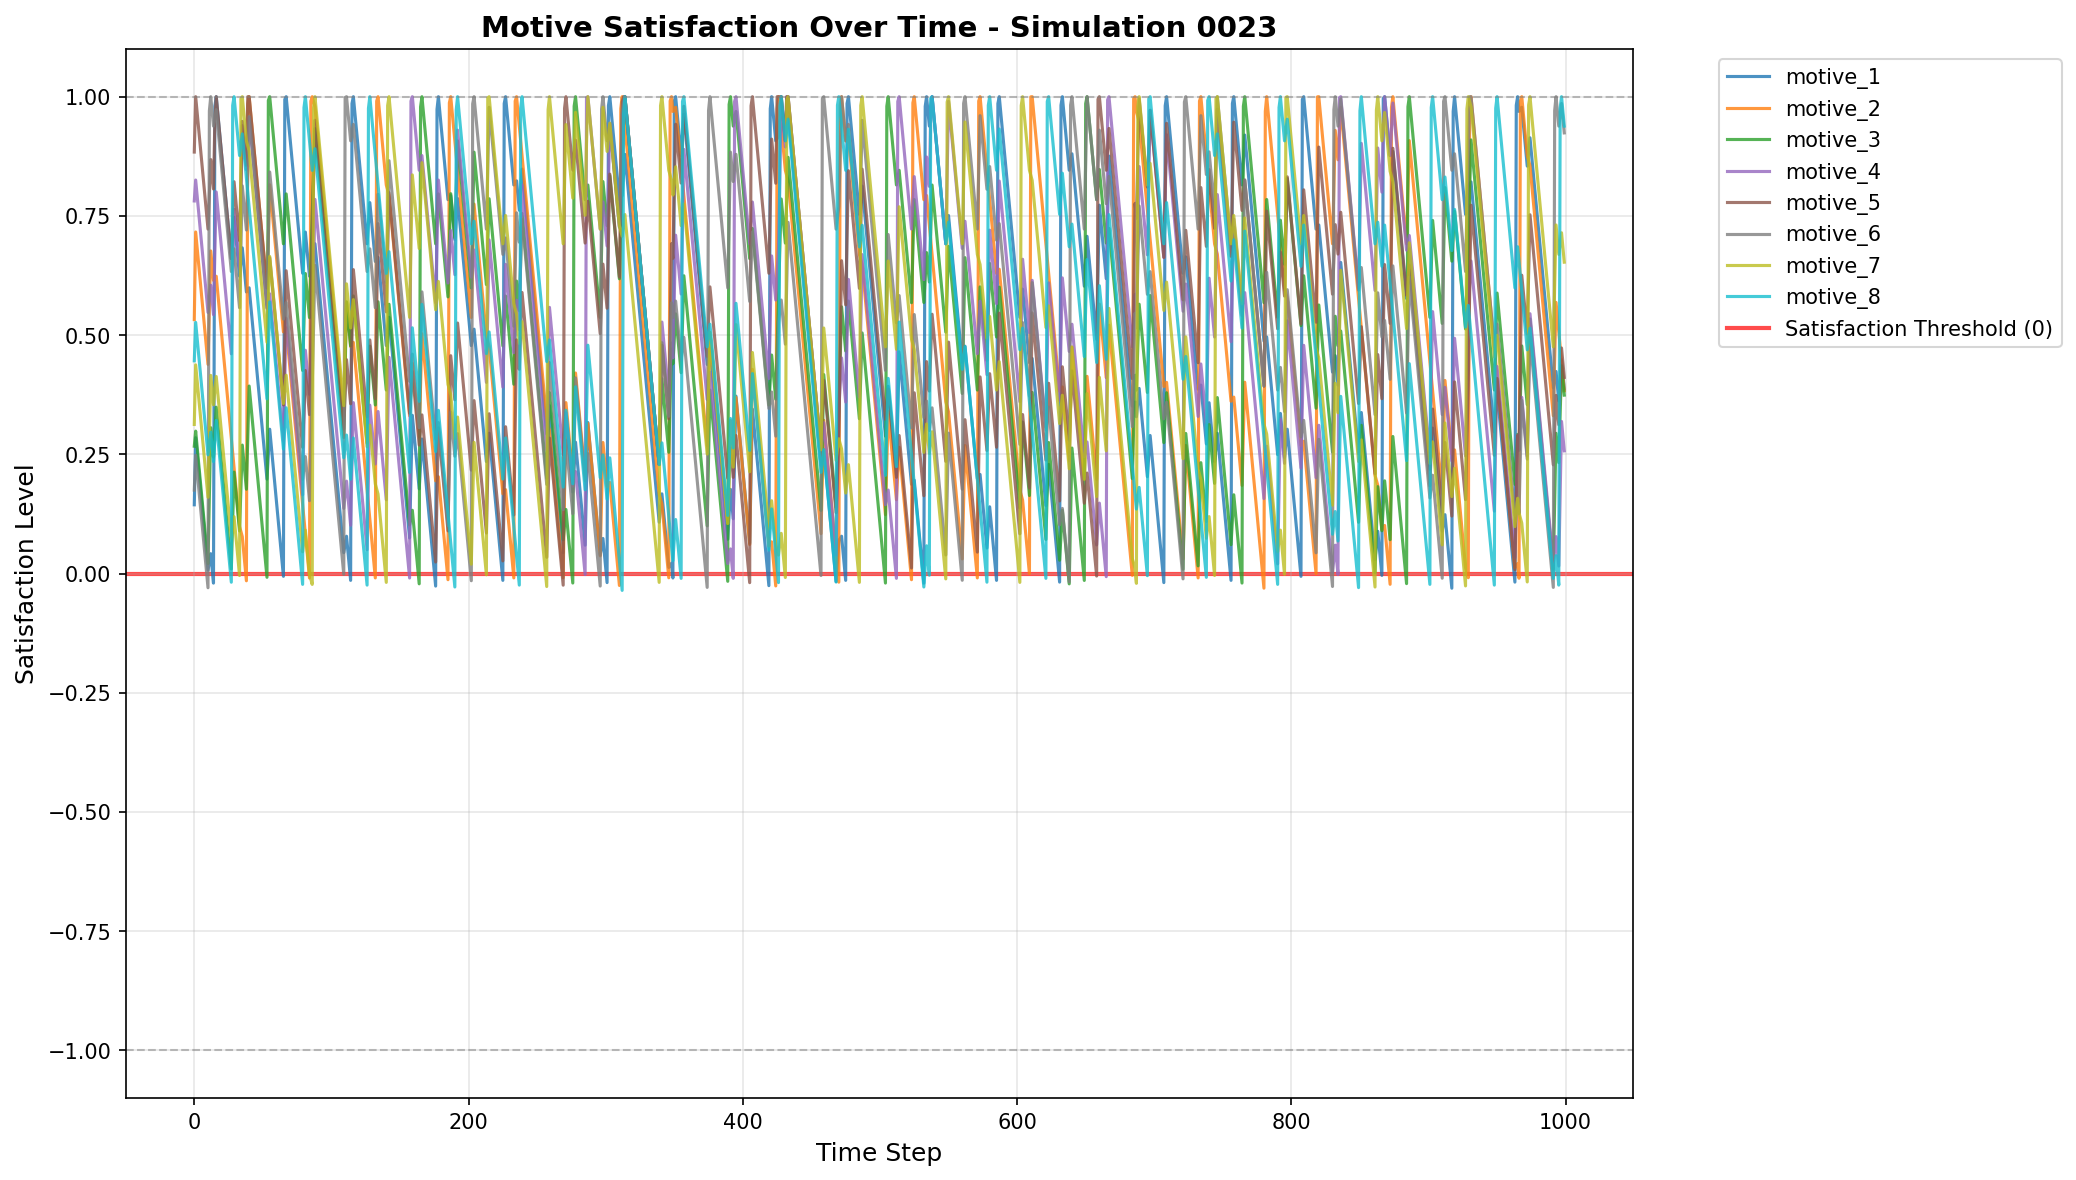 Motive Satisfaction Over Time - Simulation 0023
1.00
0.75
0.50
0.25
0.00
−0.25
−0.50
−0.75
−1.00
Satisfaction Level
0
200
400
600
800
1000
Time Step
motive_1
motive_2
motive_3
motive_4
motive_5
motive_6
motive_7
motive_8
Satisfaction Threshold (0)